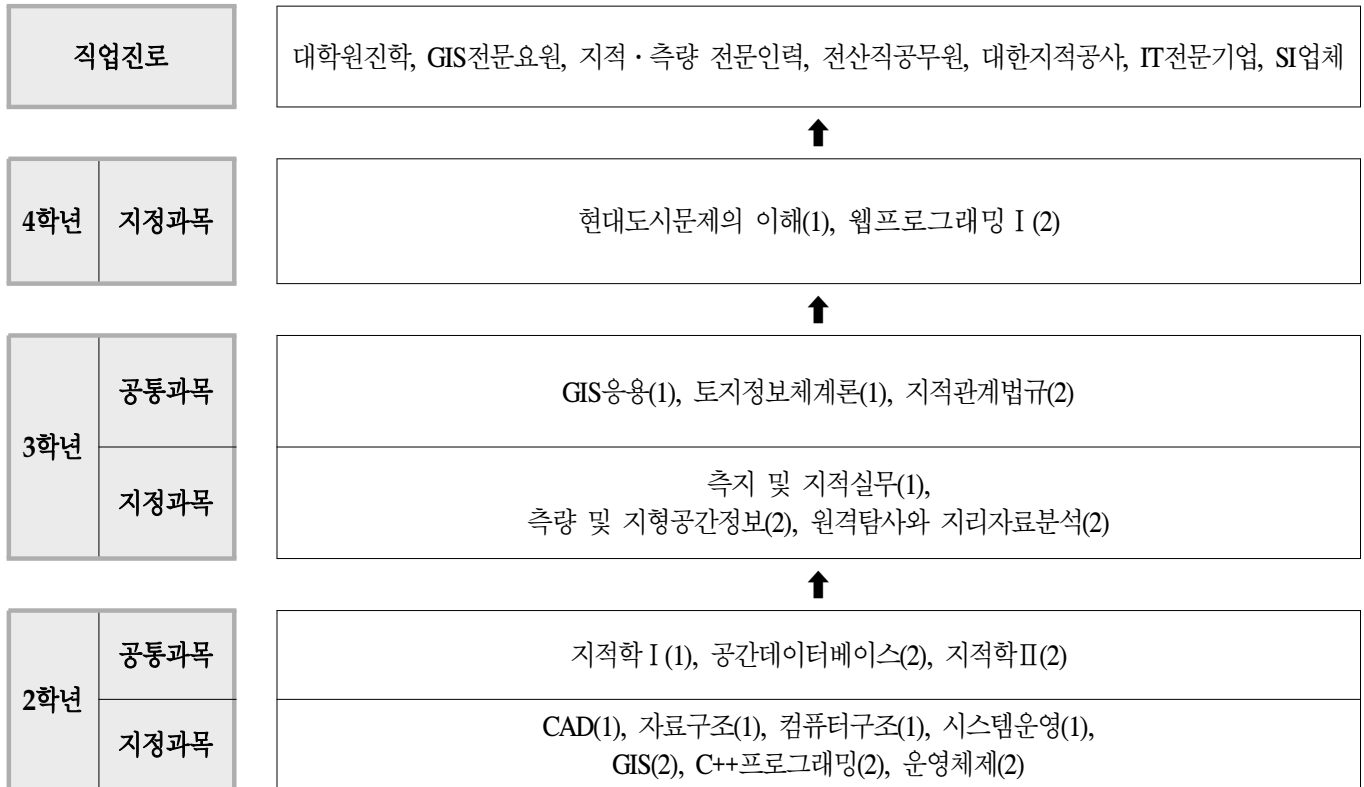 직업진로
대학원진학, GIS전문요원, 지적·측량 전문인력, 전산직공무원, 대한지적공사, IT전문기업, SI업체
4학년
지정과목
현대도시문제의 이해(1), 웹프로그래밍Ⅰ(2)
3학년
공통과목
GIS응용(1), 토지정보체계론(1), 지적관계법규(2)
지정과목
측지 및 지적실무(1),
측량 및 지형공간정보(2), 원격탐사와 지리자료분석(2)
2학년
공통과목
지적학Ⅰ(1), 공간데이터베이스(2), 지적학Ⅱ(2)
지정과목
CAD(1), 자료구조(1), 컴퓨터구조(1), 시스템운영(1),
GIS(2), C++프로그래밍(2), 운영체제(2)